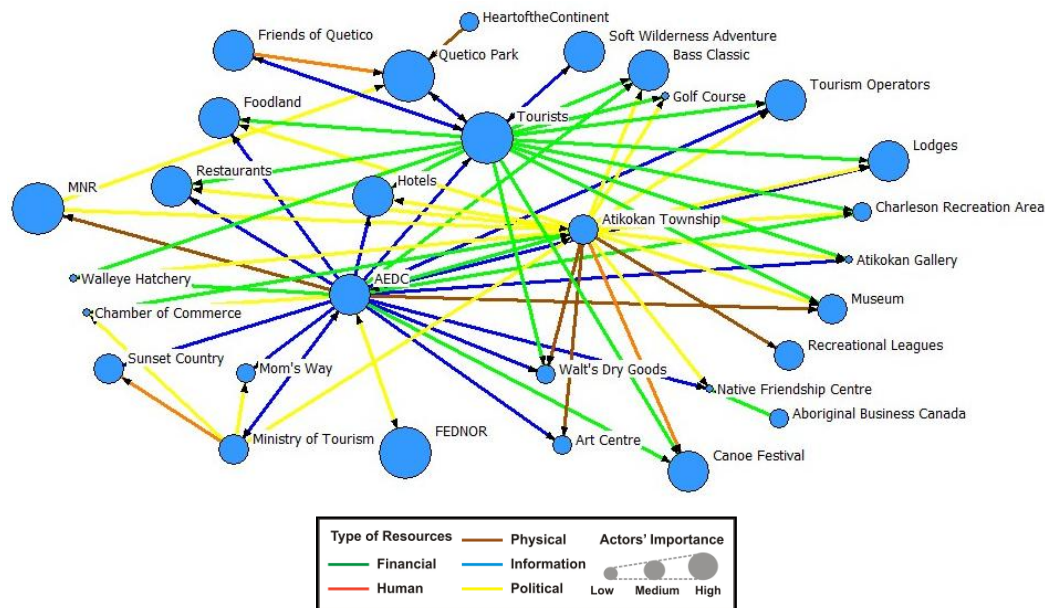 HeartoftheContinent
Friends of Quetico
Soft Wilderness Adventure
Quetico Park
Bass Classic
Tourism Operators
Golf Course
Foodland
Tourists
Lodges
Restaurants
Hotels
MNR
Charleson Recreation Area
Atikokan Township
Atikokan Gallery
Walleye Hatchery
AEDC
Museum
Chamber of Commerce
Recreational Leagues
Sunset Country
Mom's Way
Walt's Dry Goods
Native Friendship Centre
Aboriginal Business Canada
Ministry of Tourism
FEDNOR
Art Centre
Canoe Festival
Type of Resources
Physical
Actors' Importance
Financial
Information
Human
Political
Low
Medium
High